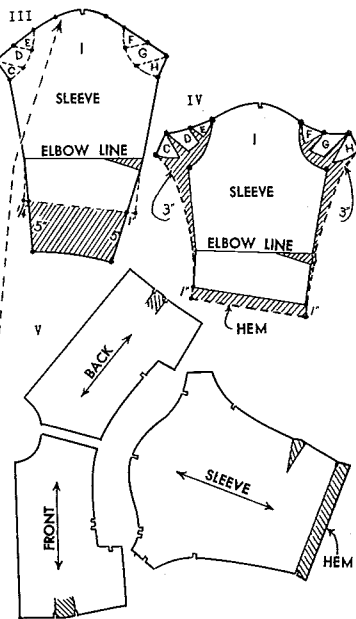 III
E
D
C
F
G
H
I
SLEEVE
ELBOW LINE
1"
1"
5"
5"
IV
C
D
E
F
G
H
I
3"
3"
SLEEVE
ELBOW LINE
1"
1"
HEM
V
BACK
FRONT
SLEEVE
HEM